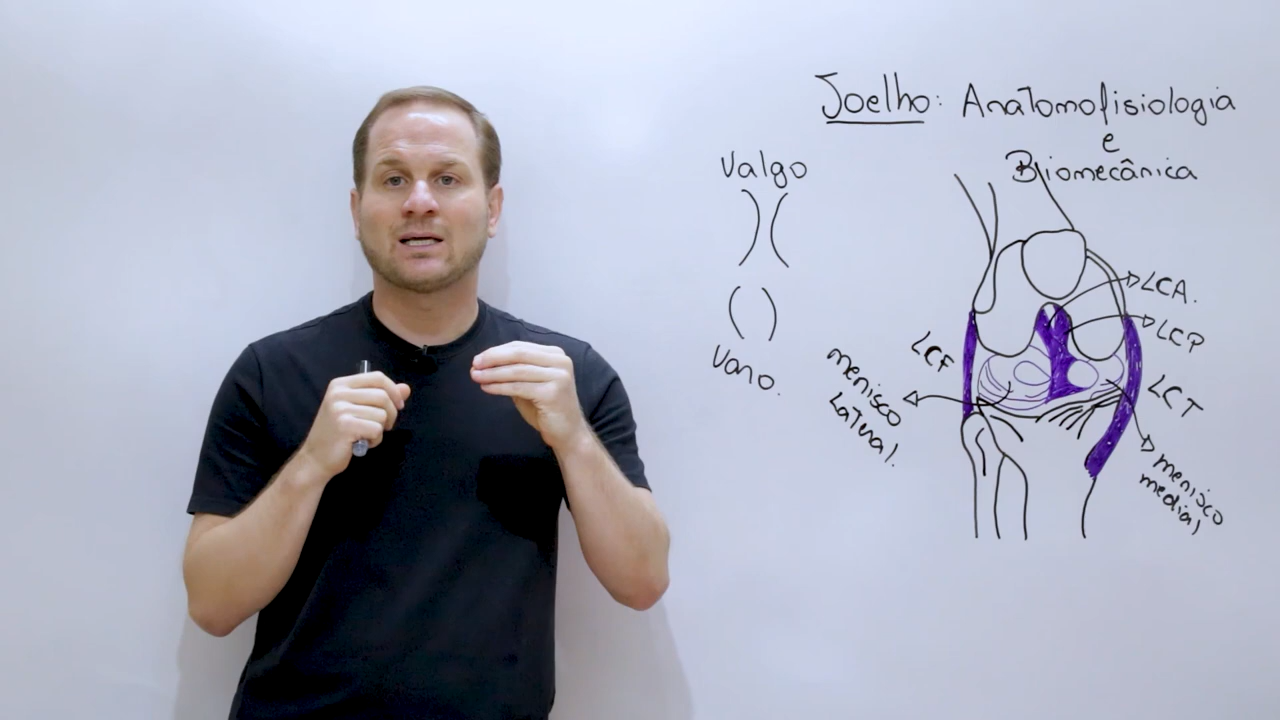 Joelho: Anatomofisiologia
e
Biomecânica
Valgo
Varo.
LCA.
LCP
LCF
LCT
menisco
Lateral.
menisco
medial